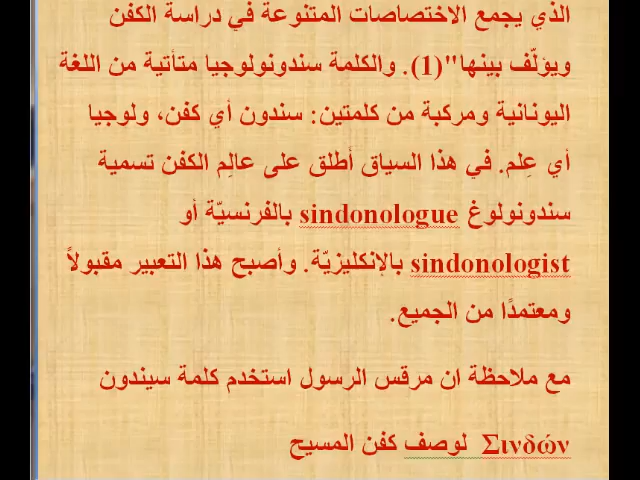 الذي يجمع الاختصاصات المتنوعة في دراسة الكفن
ويؤلّف بينها"(1). والكلمة سندونولوجيا متأتية من اللغة
اليونانية ومركبة من كلمتين: سندون أي كفن، ولوجيا
أي عِلم. في هذا السياق أطلق على عالِم الكفن تسمية
سندونولوغ sindonologue بالفرنسيّة أو
sindonologist بالإنكليزيّة. وأصبح هذا التعبير مقبولاً
ومعتمدًا من الجميع.
مع ملاحظة ان مرقس الرسول استخدم كلمة سيندون
Σινδών لوصف كفن المسيح